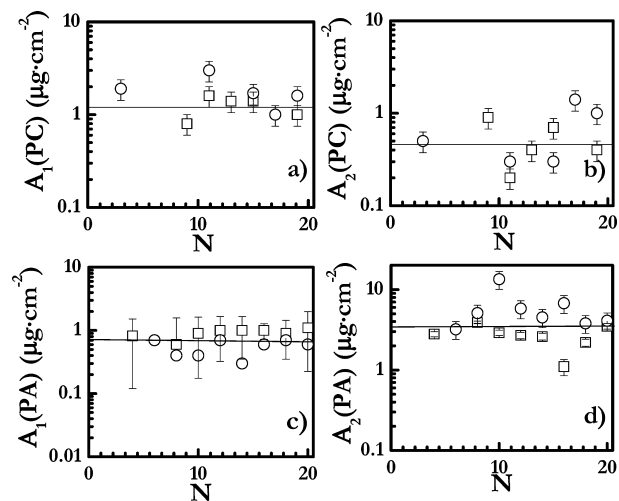 10
1
0.1
A₁(PC) (µg·cm⁻²)
0 10 20
N
a)
10
1
0.1
A₂(PC) (µg·cm⁻²)
0 10 20
N
b)
10
1
0.1
0.01
A₁(PA) (µg·cm⁻²)
0 10 20
N
c)
10
1
0.1
A₂(PA) (µg·cm⁻²)
0 10 20
N
d)